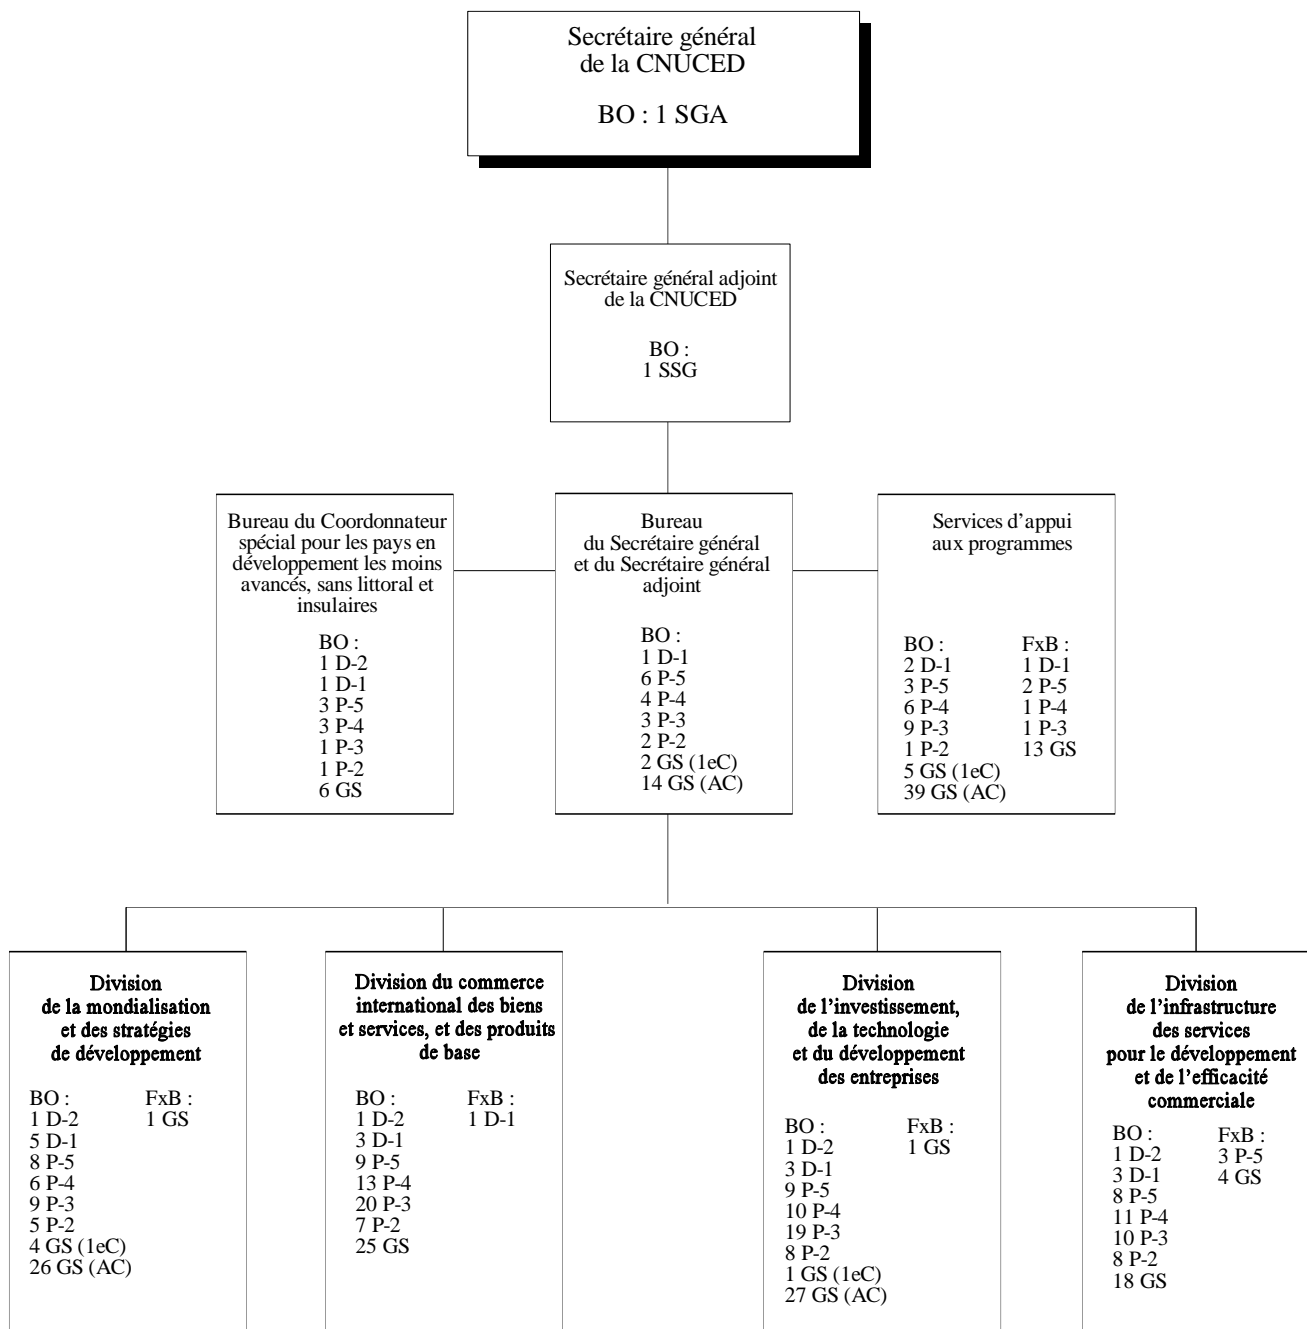 Secrétaire général
de la CNUCED
BO : 1 SGA
Secrétaire général adjoint
de la CNUCED
BO :
1 SSG
Bureau du Coordonnateur
spécial pour les pays en
développement les moins
avancés, sans littoral et
insulaires
BO :
1 D-2
1 D-1
3 P-5
3 P-4
1 P-3
1 P-2
6 GS
Bureau
du Secrétaire général
et du Secrétaire général
adjoint
BO :
1 D-1
6 P-5
4 P-4
3 P-3
2 P-2
2 GS (1eC)
14 GS (AC)
Services d’appui
aux programmes
BO :
2 D-1
3 P-5
6 P-4
9 P-3
1 P-2
5 GS (1eC)
39 GS (AC)
FxB :
1 D-1
2 P-5
1 P-4
1 P-3
13 GS
Division
de la mondialisation
et des stratégies
de développement
BO :
1 D-2
5 D-1
8 P-5
6 P-4
9 P-3
5 P-2
4 GS (1eC)
26 GS (AC)
FxB :
1 GS
Division du commerce
international des biens
et services, et des produits
de base
BO :
1 D-2
3 D-1
9 P-5
13 P-4
20 P-3
7 P-2
25 GS
FxB :
1 D-1
Division
de l’investissement,
de la technologie
et du développement
des entreprises
BO :
1 D-2
3 D-1
9 P-5
10 P-4
19 P-3
8 P-2
1 GS (1eC)
27 GS (AC)
FxB :
1 GS
Division
de l’infrastructure
des services
pour le développement
et de l’efficacité
commerciale
BO :
1 D-2
3 D-1
8 P-5
11 P-4
10 P-3
8 P-2
18 GS
FxB :
3 P-5
4 GS